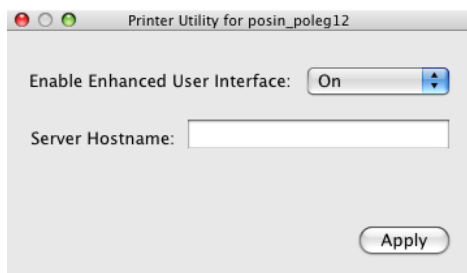 Printer Utility for posin_poleg12
Enable Enhanced User Interface: On
Server Hostname:
Apply